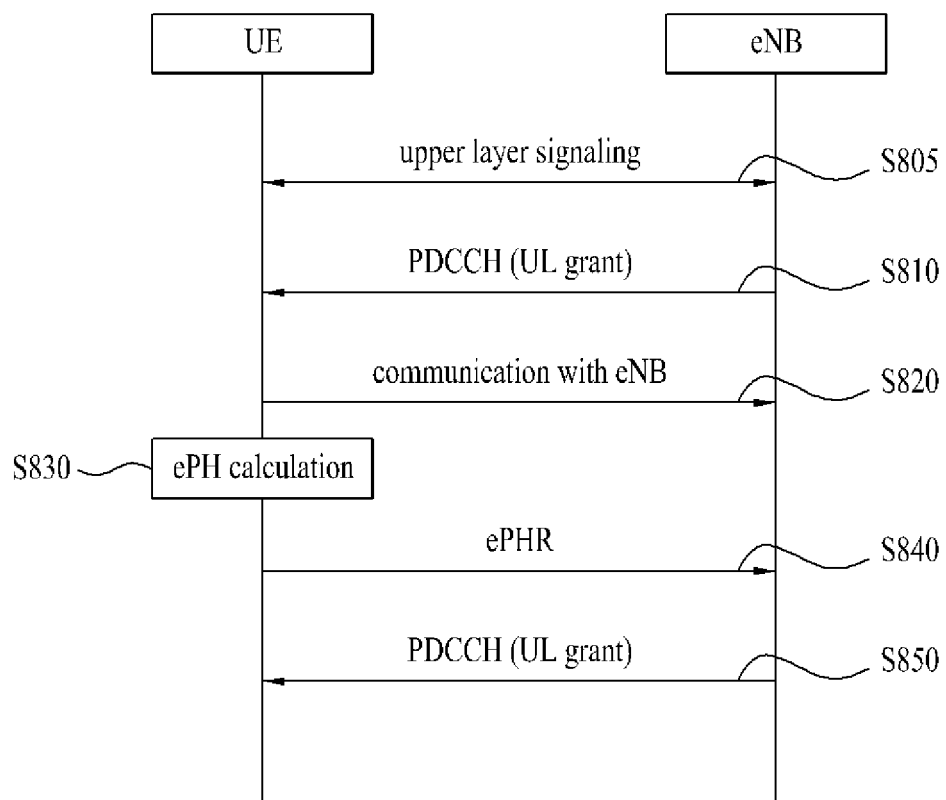 UE
eNB
upper layer signaling
S805
PDCCH (UL grant)
S810
communication with eNB
S820
S830
ePH calculation
ePHR
S840
PDCCH (UL grant)
S850